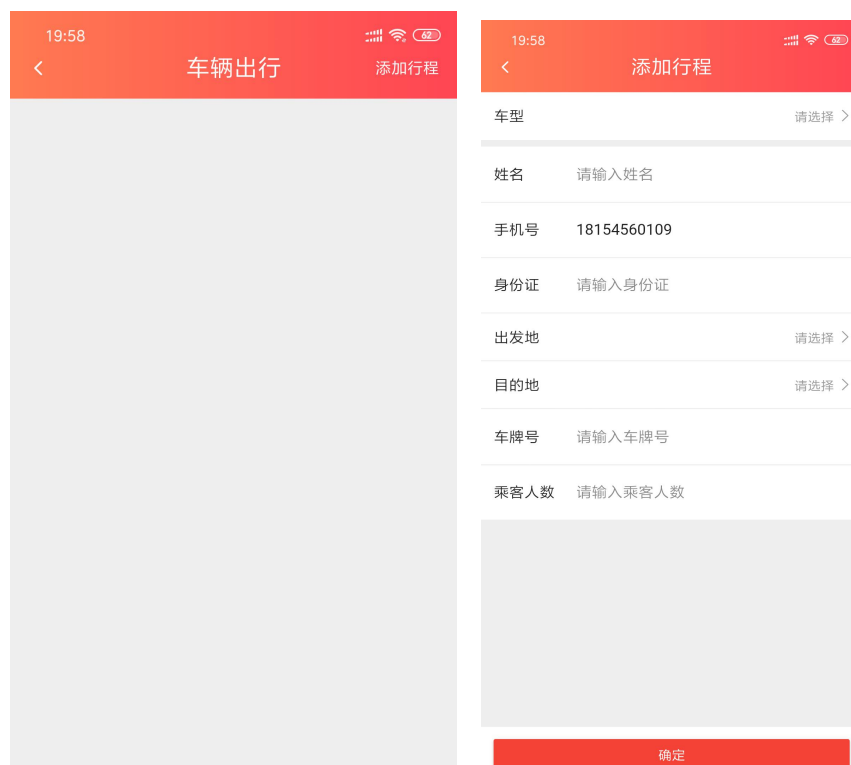 19:58
62
车辆出行
添加行程
19:58
62
添加行程
车型 请选择
姓名 请输入姓名
手机号 18154560109
身份证 请输入身份证
出发地 请选择
目的地 请选择
车牌号 请输入车牌号
乘客人数 请输入乘客人数
确定